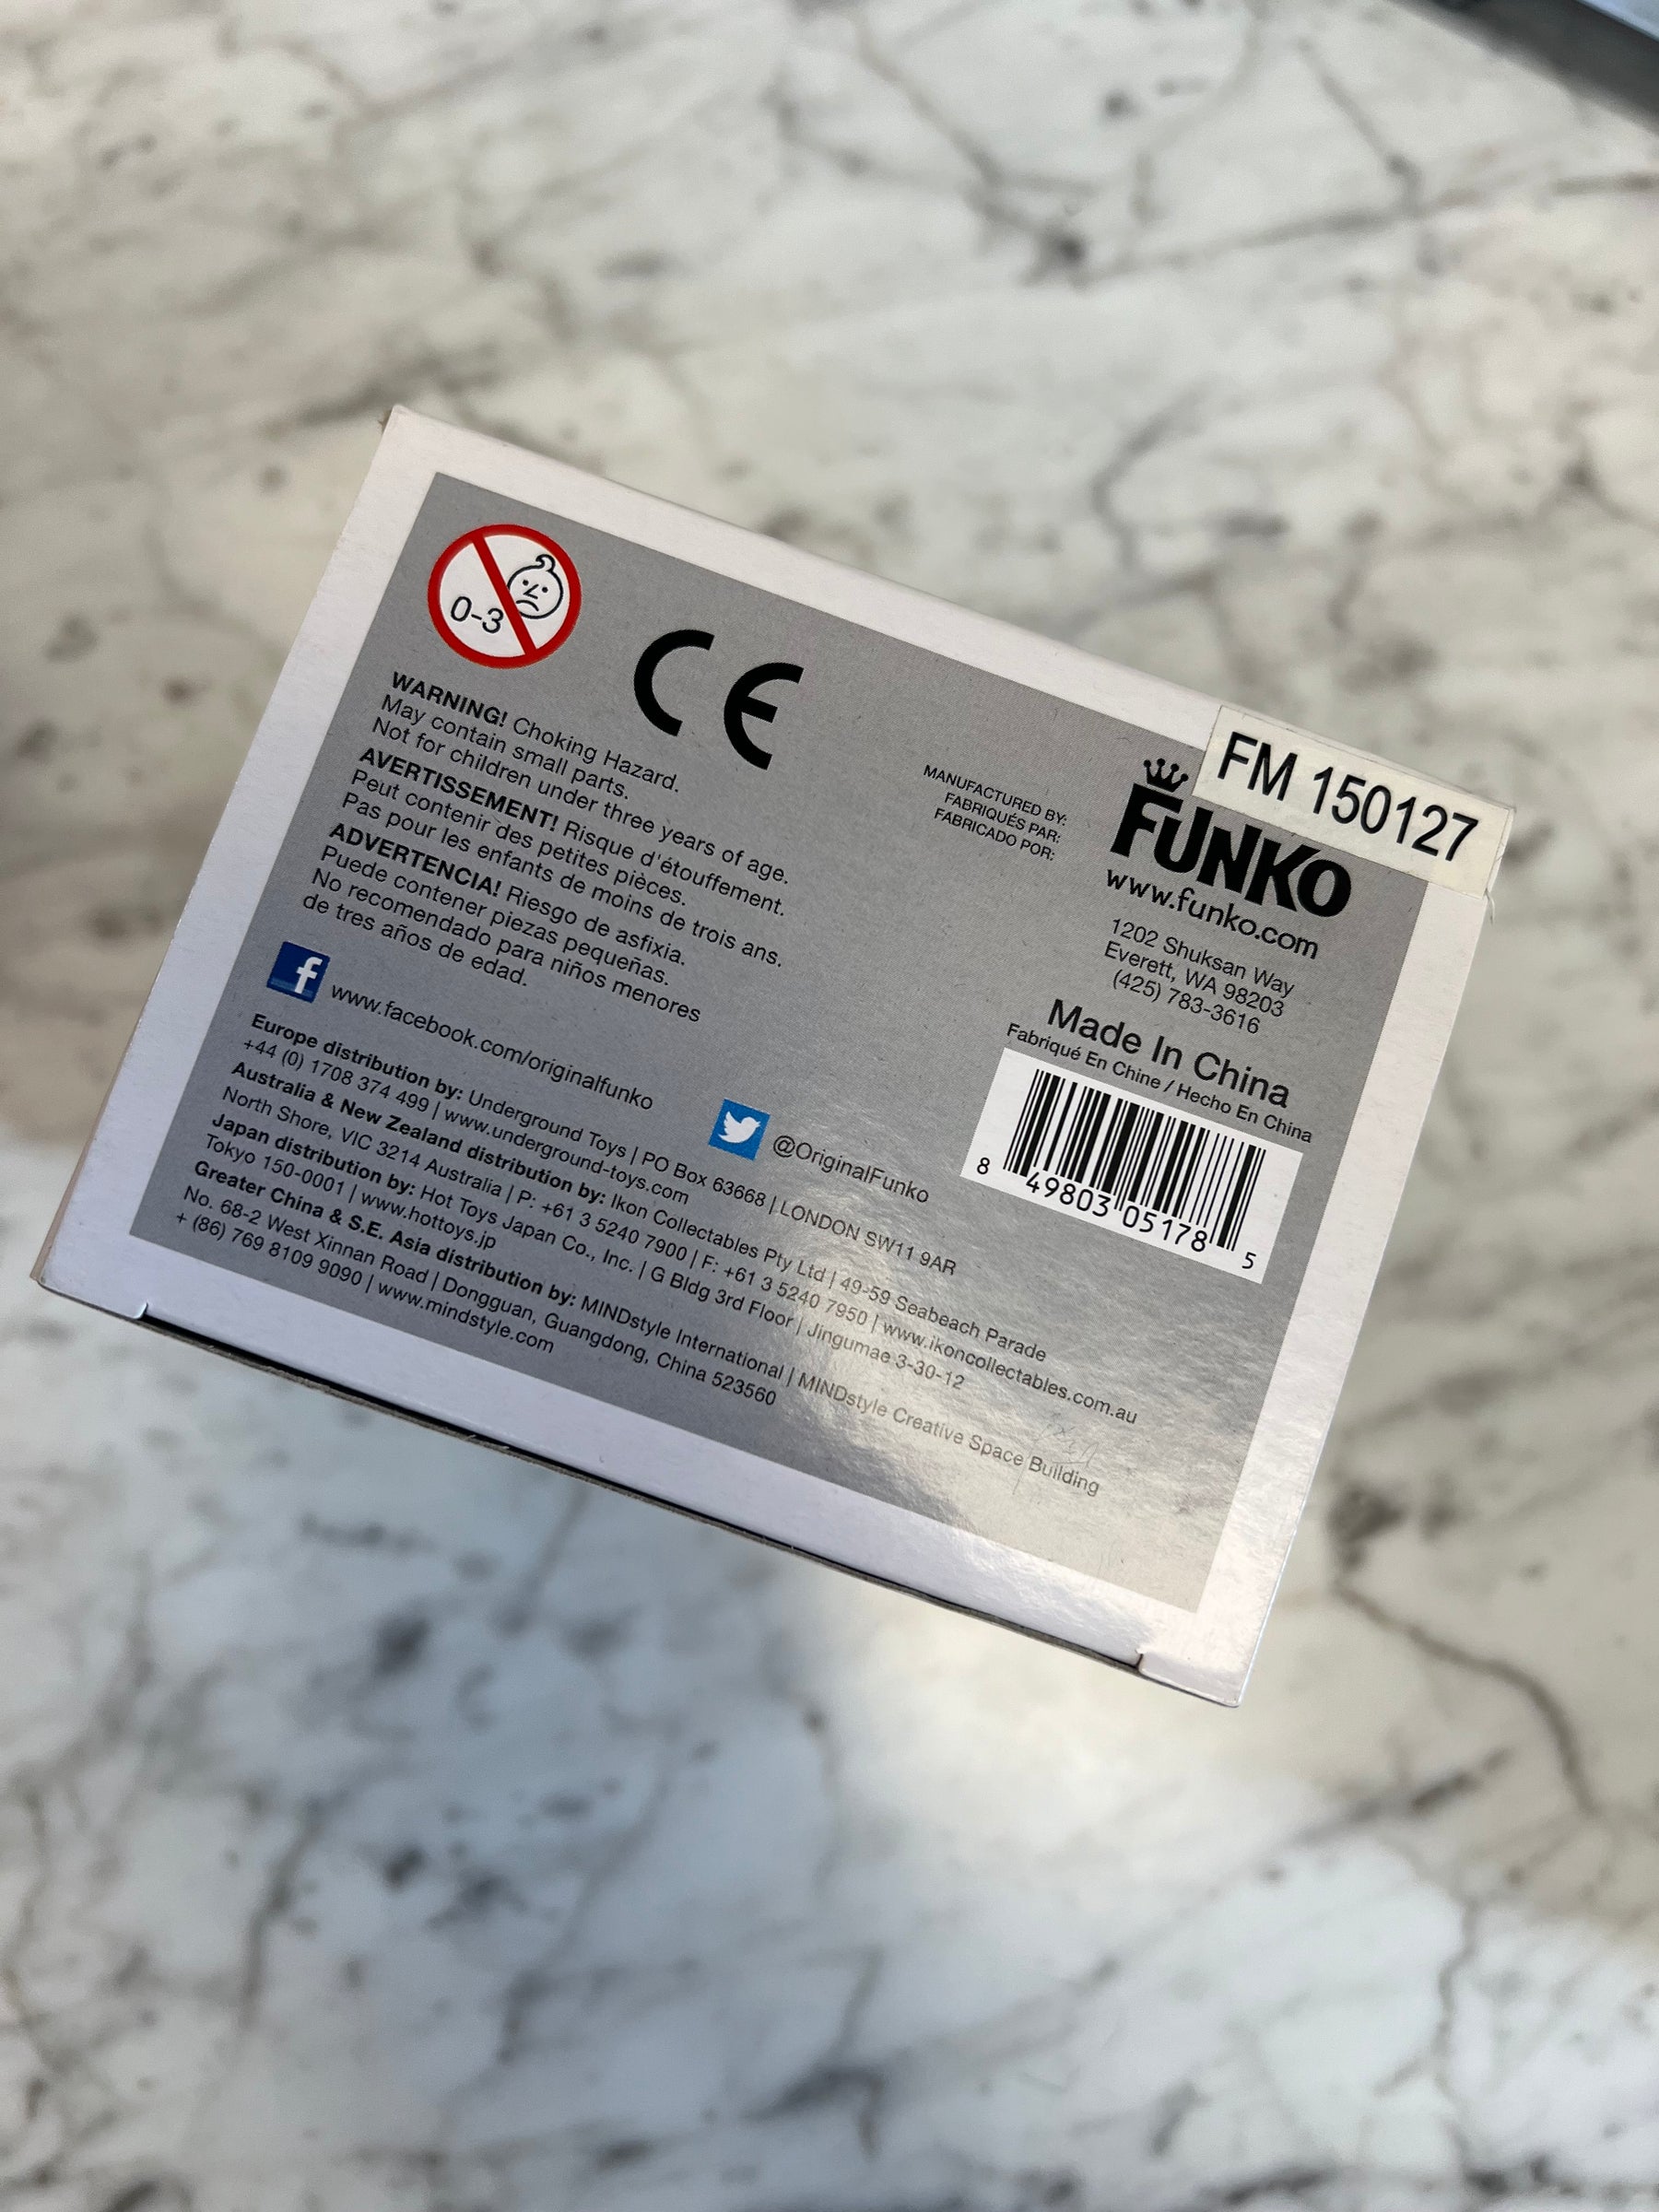 0-3
CE
WARNING! Choking Hazard.
May contain small parts.
Not for children under three years of age.
AVERTISSEMENT! Risque d'étouffement.
Peut contenir des petites pièces.
Pas pour les enfants de moins de trois ans.
ADVERTENCIA! Riesgo de asfixia.
Puede contener piezas pequeñas.
No recomendado para niños menores
de tres años de edad.
f www.facebook.com/originalfunko
@OriginalFunko
FM 150127
MANUFACTURED BY:
FABRIQUÉS PAR:
FABRICADO POR:
FUNKO
www.funko.com
1202 Shuksan Way
Everett, WA 98203
(425) 783-3616
Made In China
Fabriqué En Chine / Hecho En China
8 49803 05178 5
Europe distribution by: Underground Toys | PO Box 63668 | LONDON SW11 9AR
+44 (0) 1708 374 499 | www.underground-toys.com
Australia & New Zealand distribution by: Ikon Collectables Pty Ltd | 49-59 Seabeach Parade
North Shore, VIC 3214 Australia | P: +61 3 5240 7900 | F: +61 3 5240 7950 | www.ikoncollectables.com.au
Japan distribution by: Hot Toys Japan Co., Inc. | G Bldg 3rd Floor | Jingumae 3-30-12
Tokyo 150-0001 | www.hottoys.jp
Greater China & S.E. Asia distribution by: MINDstyle International | MINDstyle Creative Space Building
No. 68-2 West Xinnan Road | Dongguan, Guangdong, China 523560
+ (86) 769 8109 9090 | www.mindstyle.com